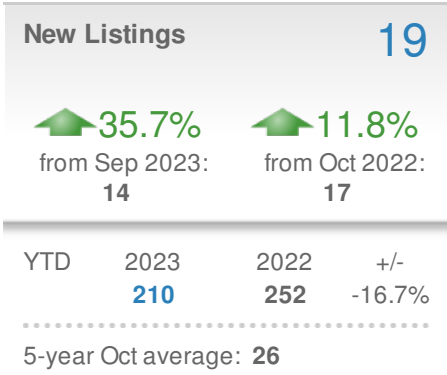 New Listings 19
35.7% 11.8%
from Sep 2023: from Oct 2022:
14 17
YTD 2023 2022 +/-
210 252 -16.7%
5-year Oct average: 26